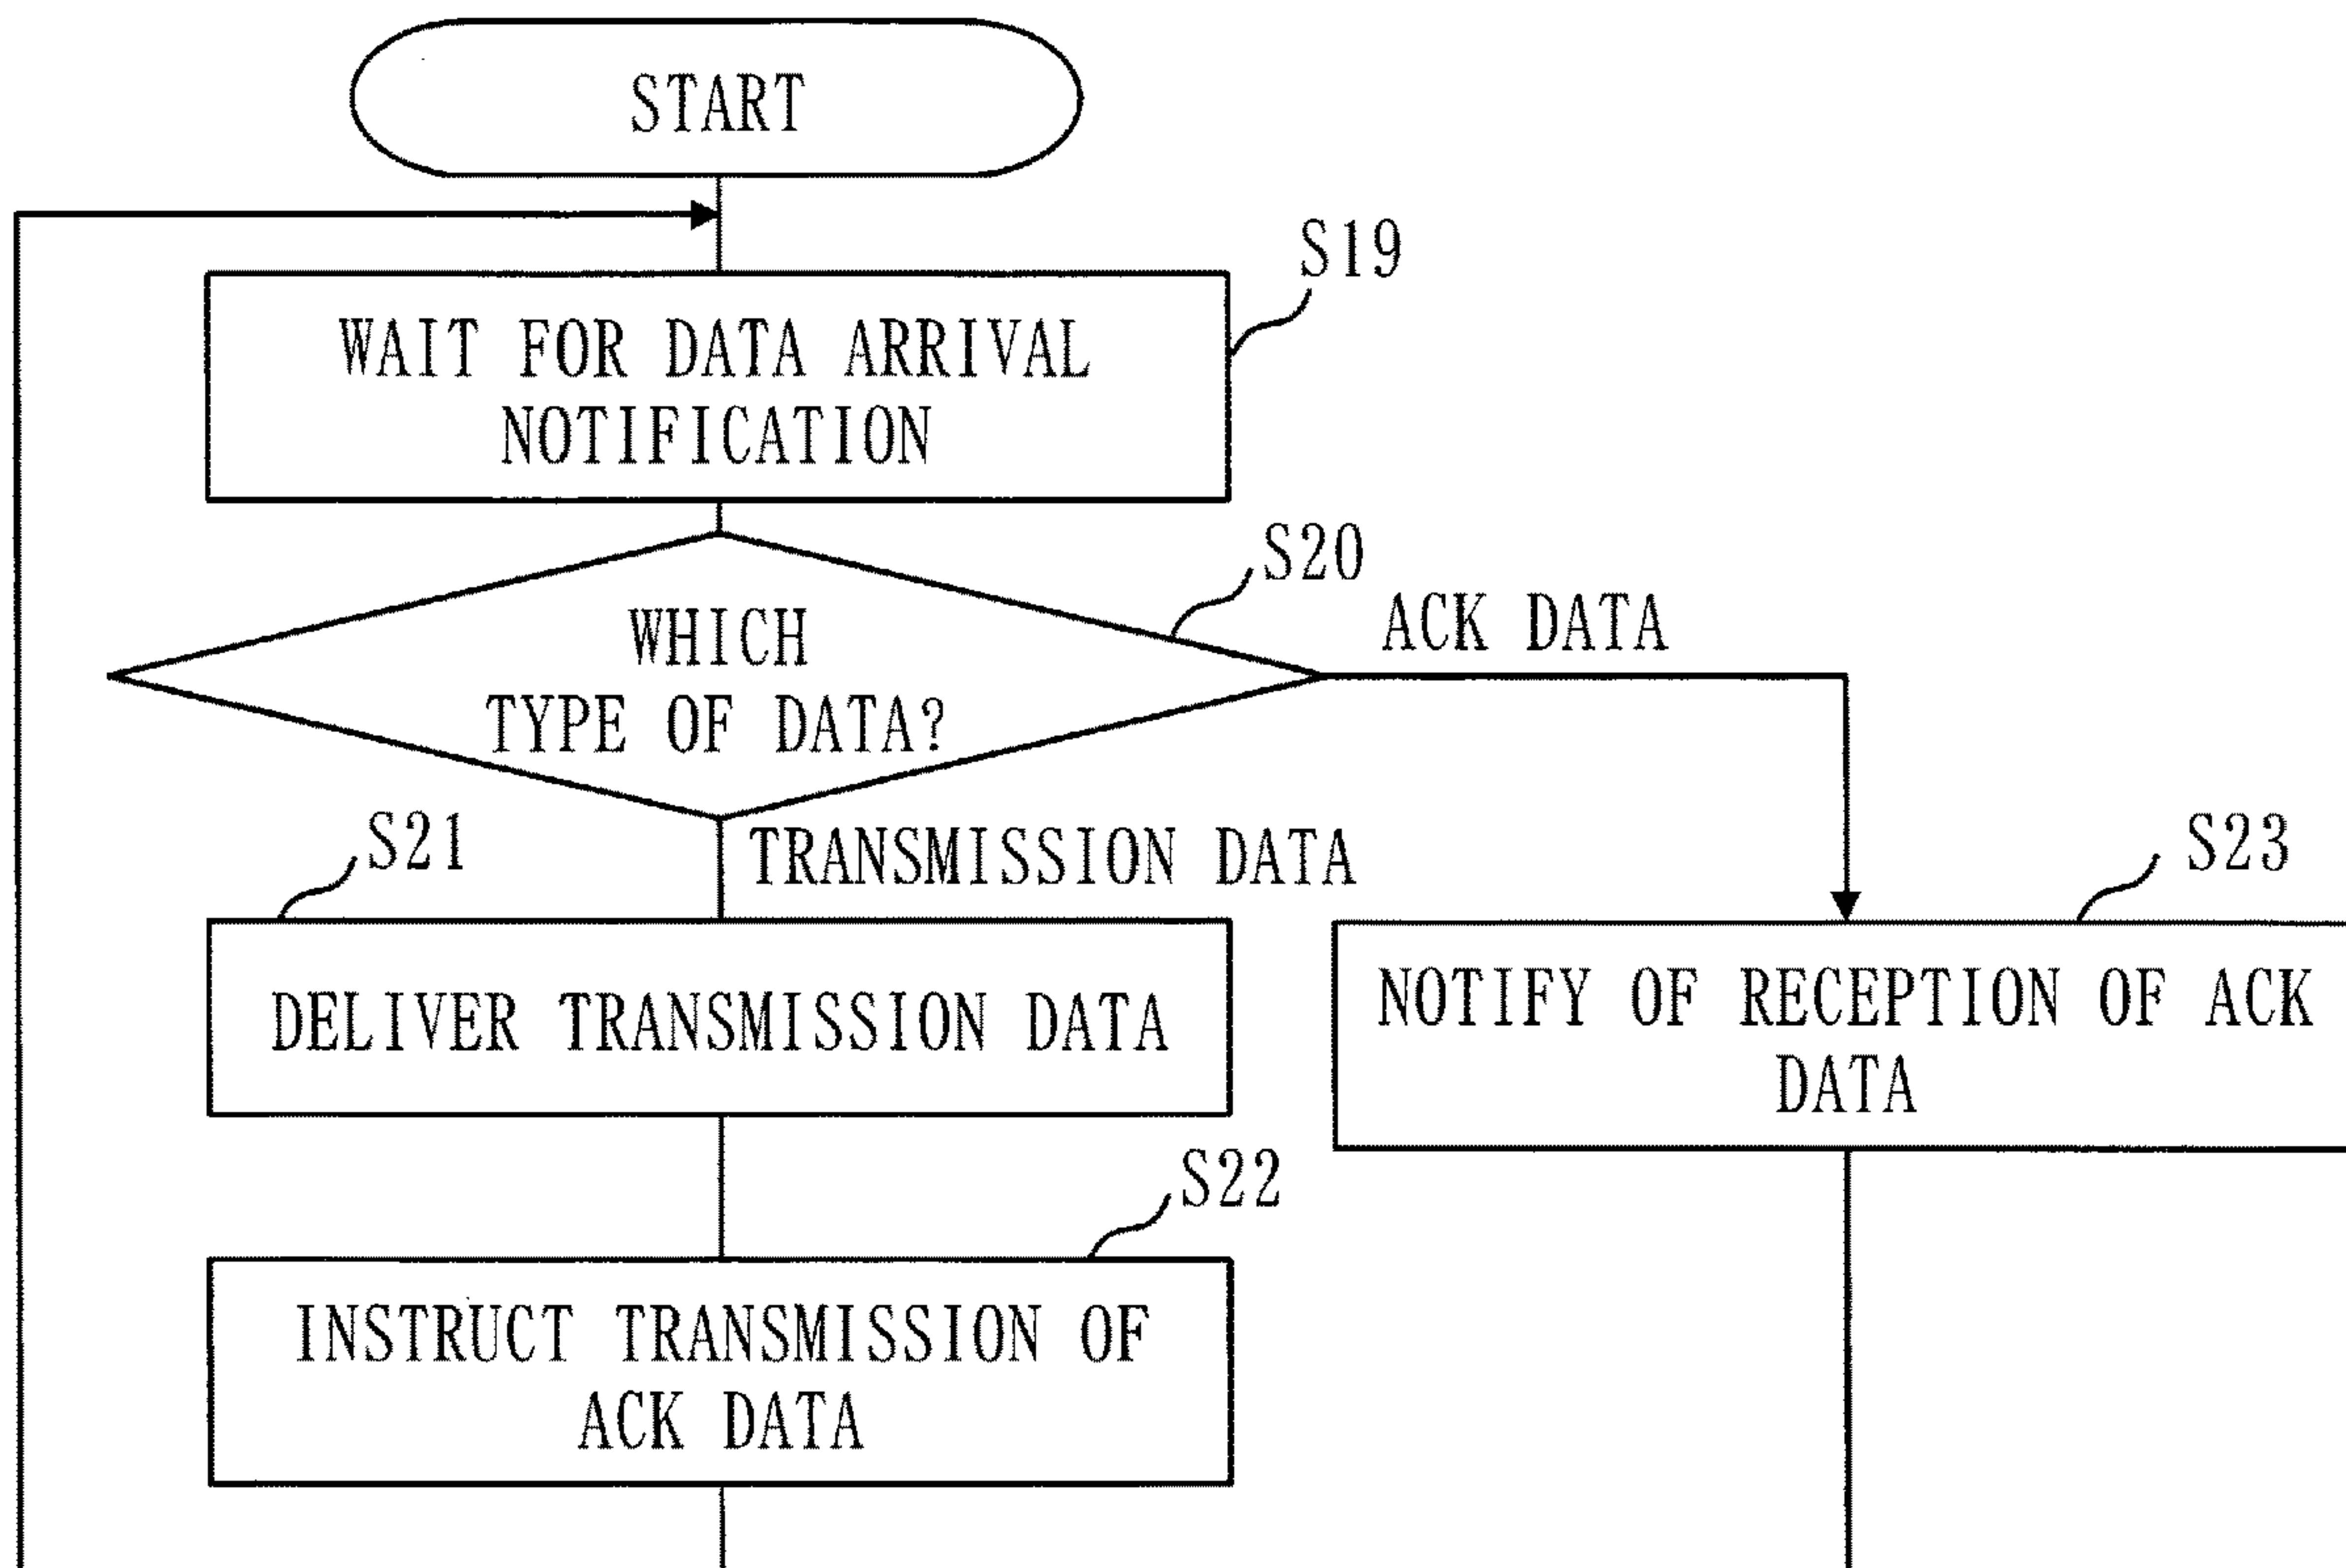 START
S19
WAIT FOR DATA ARRIVAL
NOTIFICATION
S20
WHICH
TYPE OF DATA?
ACK DATA
TRANSMISSION DATA
S21
DELIVER TRANSMISSION DATA
S23
NOTIFY OF RECEPTION OF ACK
DATA
S22
INSTRUCT TRANSMISSION OF
ACK DATA